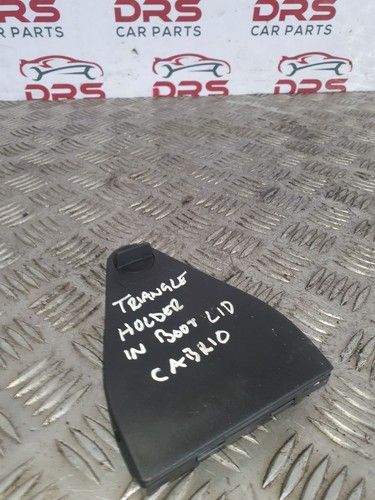 DRS DRS DRS
CAR PARTS CAR PARTS CAR PARTS
DRS DRS DRS
TRIANGLE
HOLDER
IN BOOT LID
CABRIO